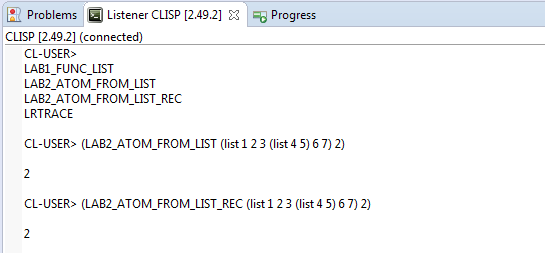 Problems Listener CLISP [2.49.2] Progress
CLISP [2.49.2] (connected)
CL-USER>
LAB1_FUNC_LIST
LAB2_ATOM_FROM_LIST
LAB2_ATOM_FROM_LIST_REC
LRTRACE
CL-USER> (LAB2_ATOM_FROM_LIST (list 1 2 3 (list 4 5) 6 7) 2)
2
CL-USER> (LAB2_ATOM_FROM_LIST_REC (list 1 2 3 (list 4 5) 6 7) 2)
2